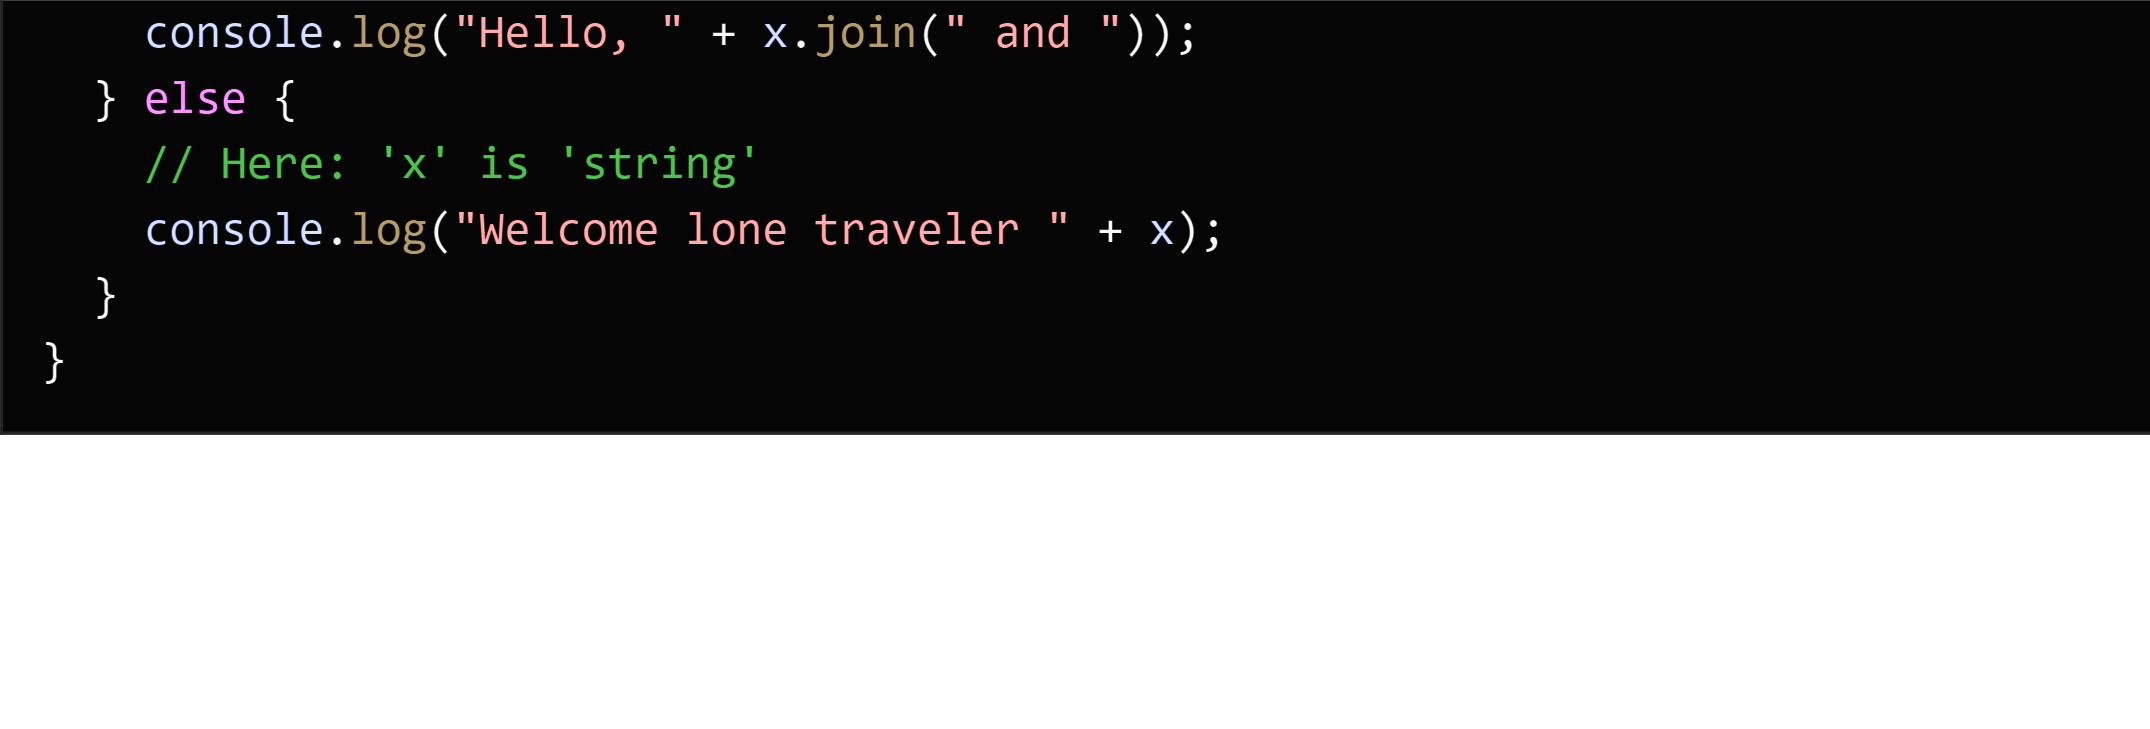 console.log("Hello, " + x.join(" and "));
} else {
// Here: 'x' is 'string'
console.log("Welcome lone traveler " + x);
}
}